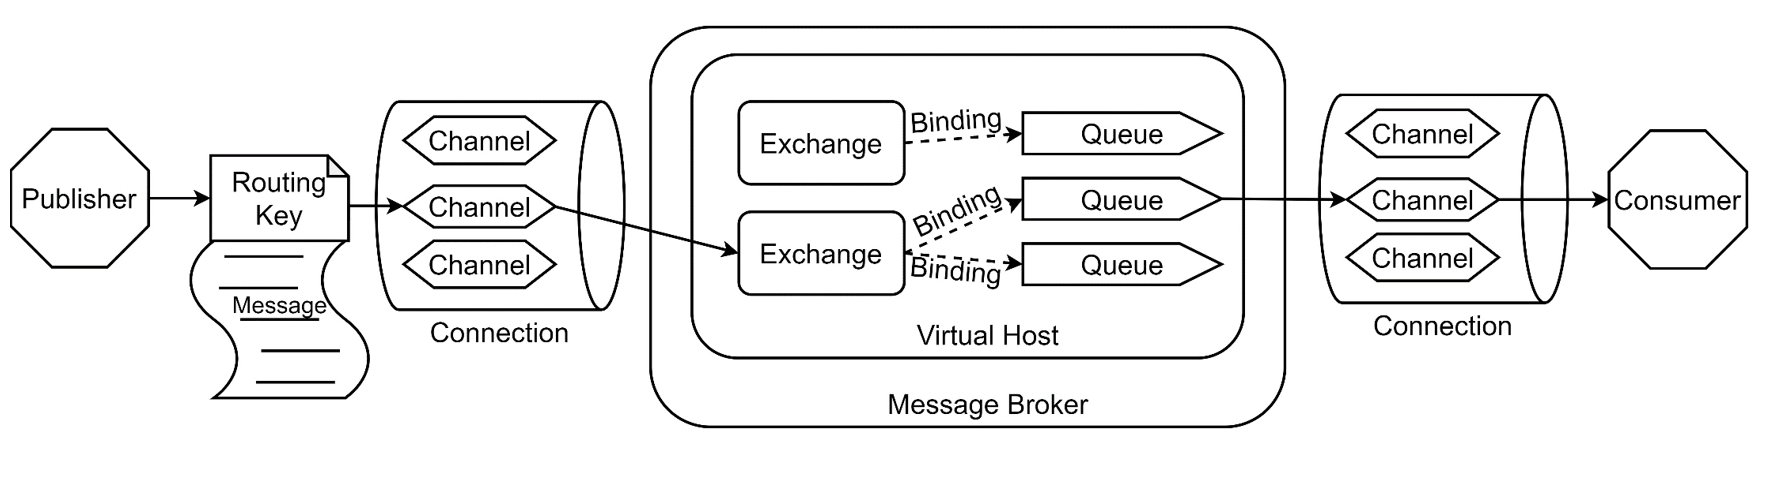 Publisher
Routing
Key
Message
Channel
Channel
Channel
Connection
Exchange
Exchange
Binding
Binding
Binding
Queue
Queue
Queue
Virtual Host
Message Broker
Channel
Channel
Channel
Connection
Consumer